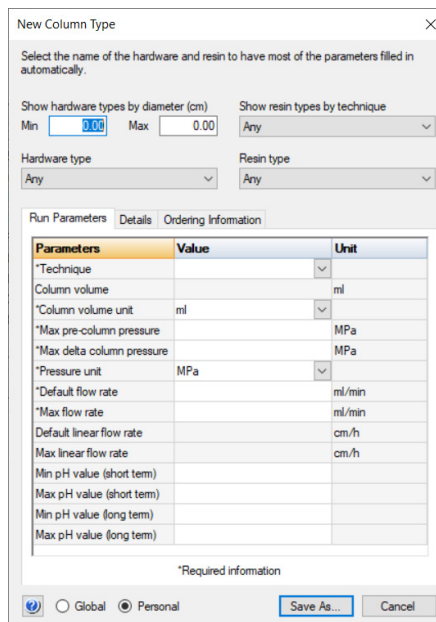 New Column Type
Select the name of the hardware and resin to have most of the parameters filled in
automatically.
Show hardware types by diameter (cm)
Min 0.00 Max 0.00
Show resin types by technique
Any
Hardware type
Any
Resin type
Any
Run Parameters Details Ordering Information
Parameters Value Unit
*Technique
Column volume ml
*Column volume unit ml
*Max pre-column pressure MPa
*Max delta column pressure MPa
*Pressure unit MPa
*Default flow rate ml/min
*Max flow rate ml/min
Default linear flow rate cm/h
Max linear flow rate cm/h
Min pH value (short term)
Max pH value (short term)
Min pH value (long term)
Max pH value (long term)
*Required information
? Global Personal Save As... Cancel